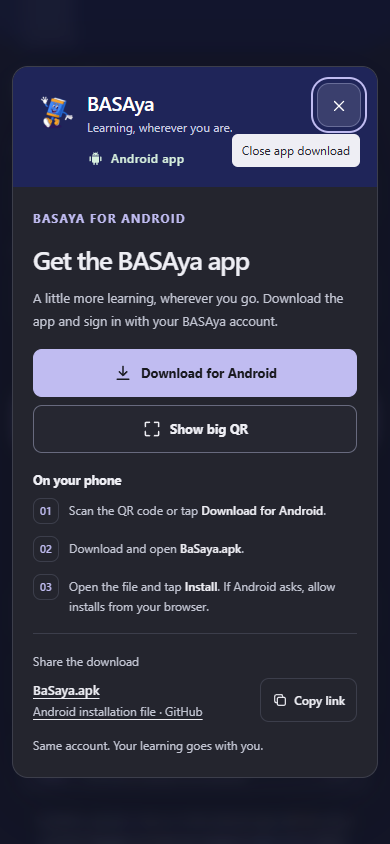 BASAya
Learning, wherever you are.
Close app download
Android app
BASAYA FOR ANDROID
Get the BASAya app
A little more learning, wherever you go. Download the
app and sign in with your BASAya account.
Download for Android
Show big QR
On your phone
01 Scan the QR code or tap Download for Android.
02 Download and open BaSaya.apk.
03 Open the file and tap Install. If Android asks, allow
installs from your browser.
Share the download
BaSaya.apk
Android installation file · GitHub
Copy link
Same account. Your learning goes with you.